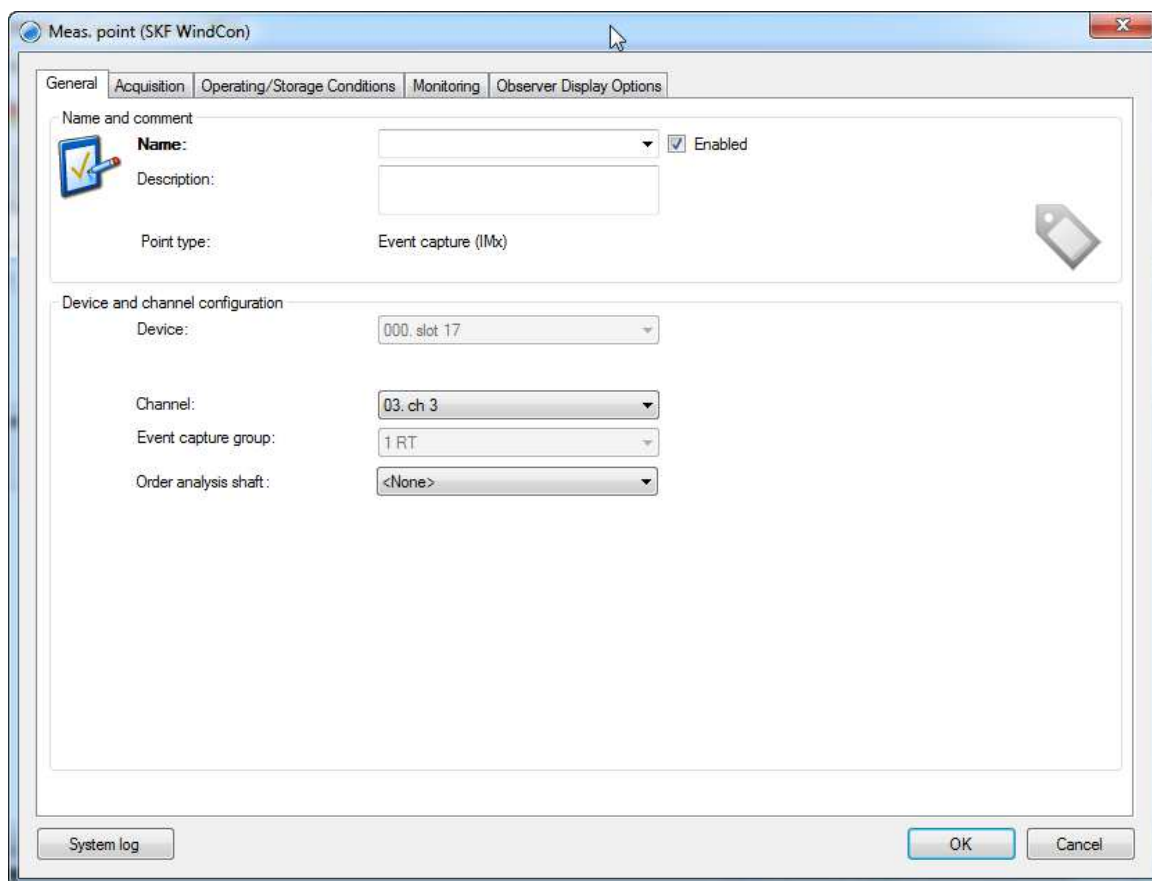 Meas. point (SKF WindCon)
General Acquisition Operating/Storage Conditions Monitoring Observer Display Options
Name and comment
Name: Enabled
Description:
Point type: Event capture (IMx)
Device and channel configuration
Device: 000. slot 17
Channel: 03. ch 3
Event capture group: 1 RT
Order analysis shaft: <None>
System log OK Cancel